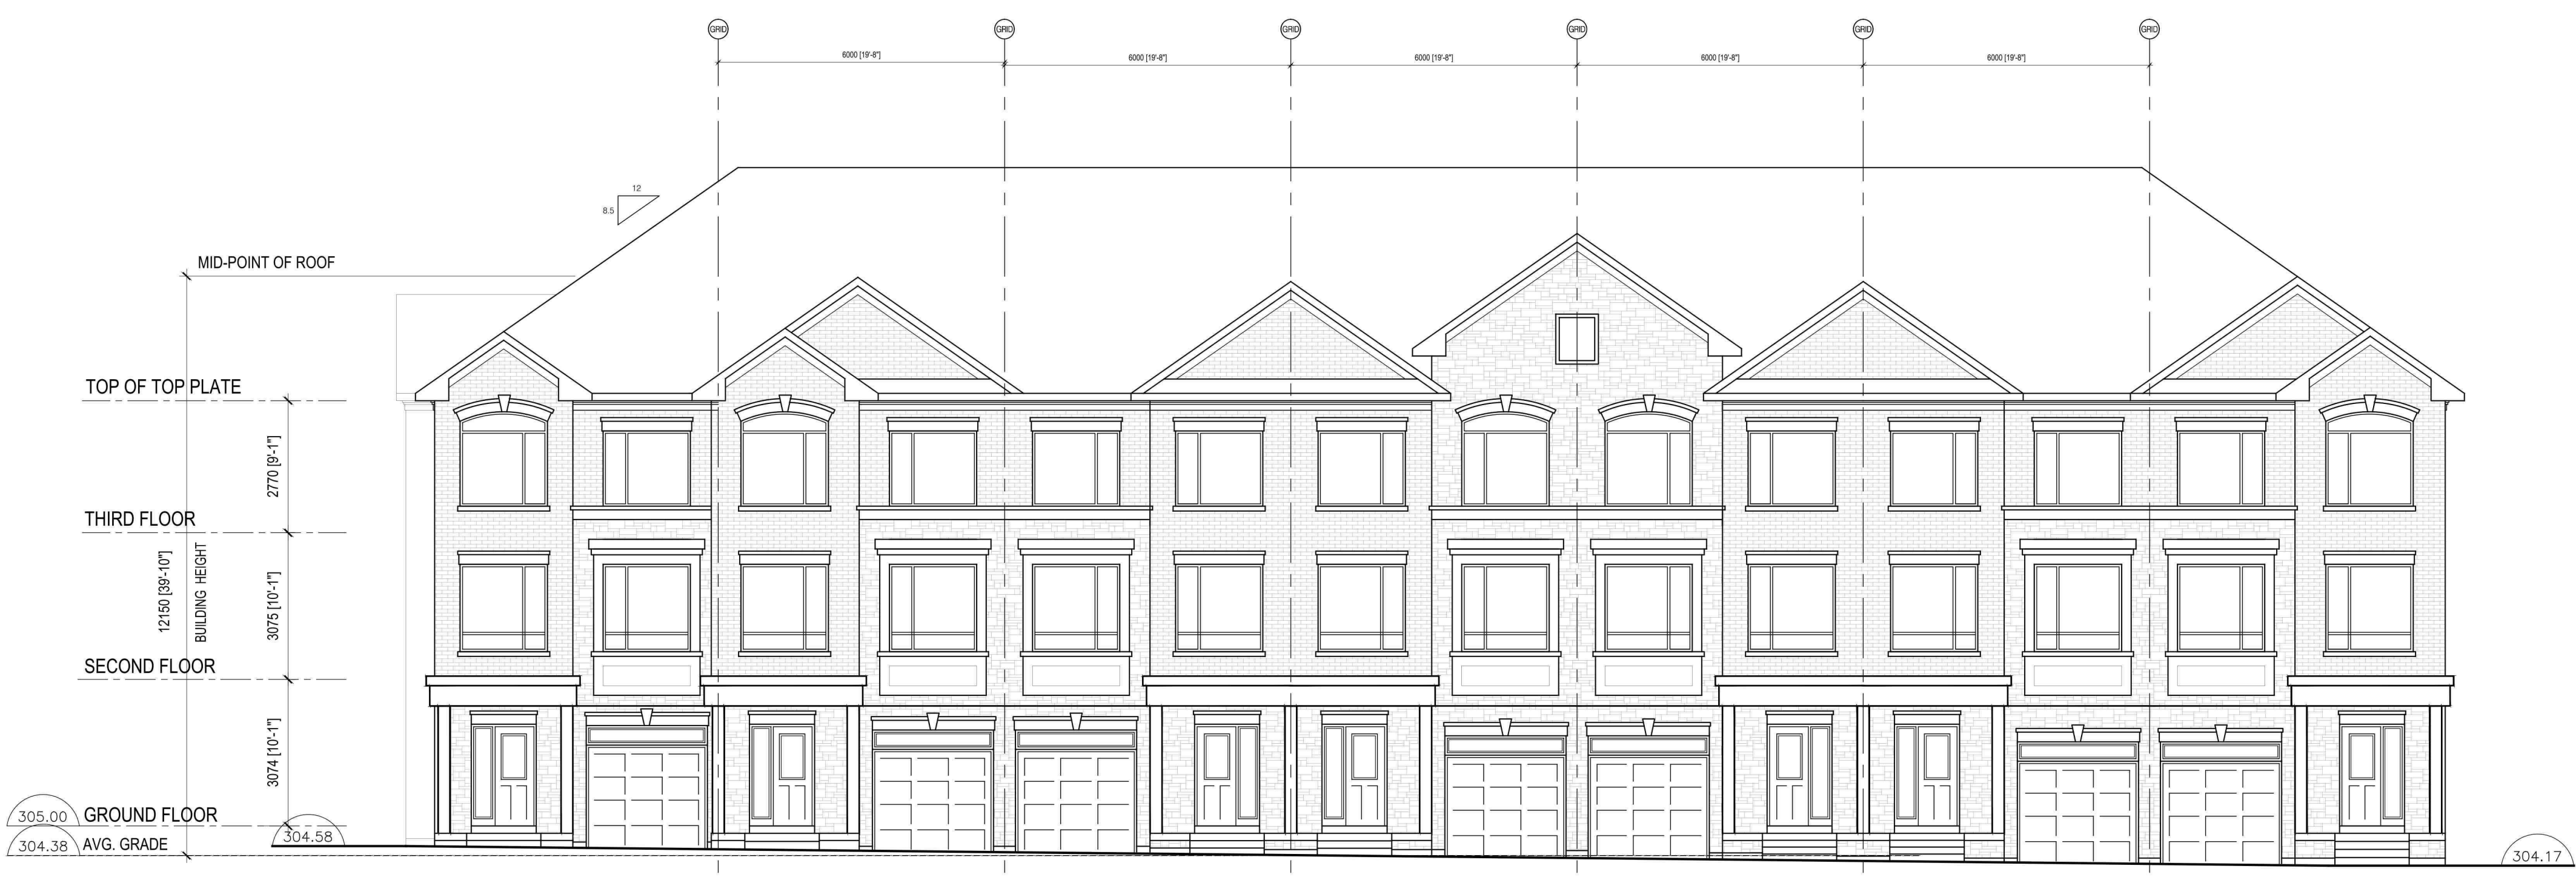 GRID
GRID
GRID
GRID
GRID
GRID
6000 [19'-8"]
6000 [19'-8"]
6000 [19'-8"]
6000 [19'-8"]
6000 [19'-8"]
12
8.5
MID-POINT OF ROOF
TOP OF TOP PLATE
2770 [9'-1"]
THIRD FLOOR
12150 [39'-10"]
BUILDING HEIGHT
3075 [10'-1"]
SECOND FLOOR
3074 [10'-1"]
305.00 GROUND FLOOR
304.38 AVG. GRADE
304.58
304.17